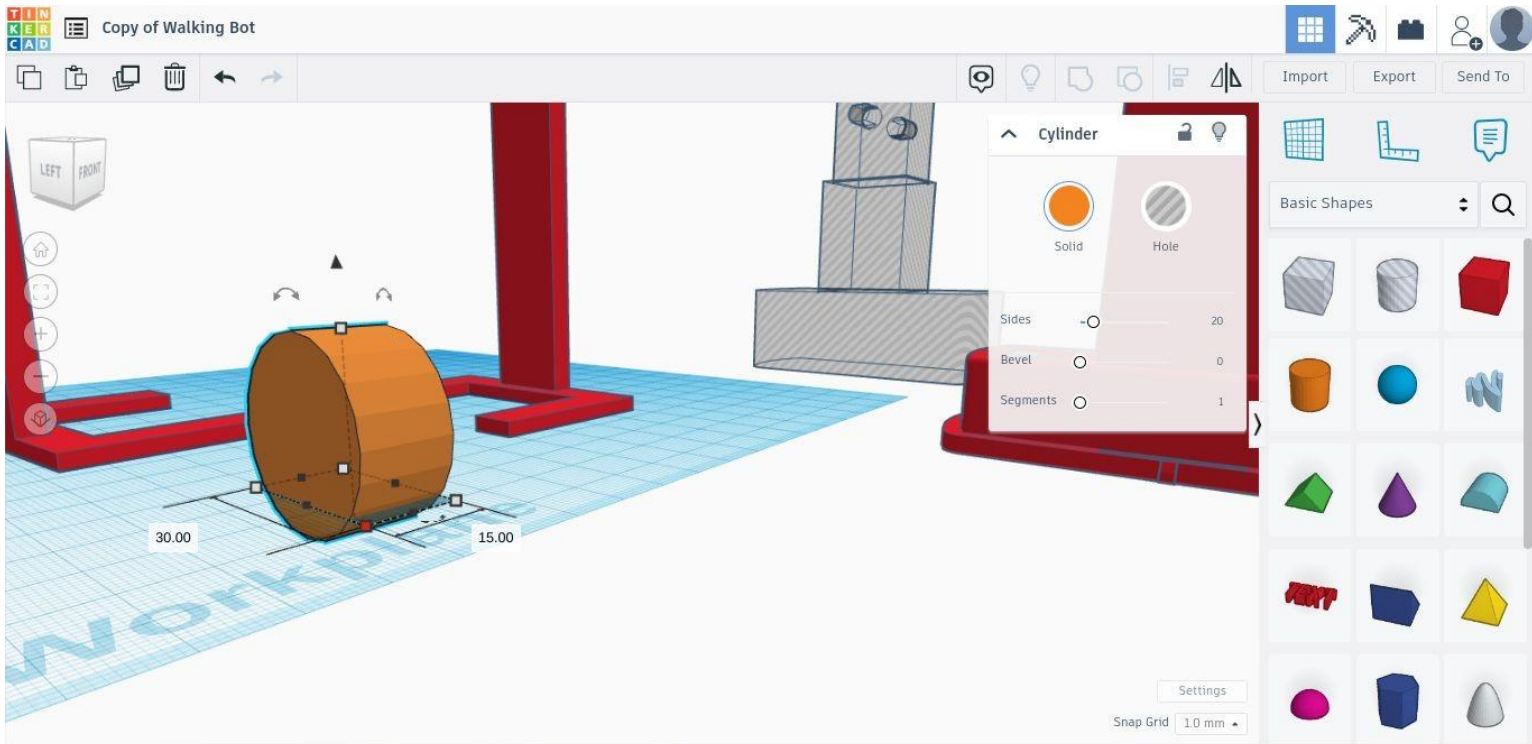 TIN
KER
CAD
Copy of Walking Bot
Import
Export
Send To
LEFT
FRONT
Cylinder
Solid
Hole
Sides
20
Bevel
0
Segments
1
Basic Shapes
TEXT
30.00
15.00
Workplane
Settings
Snap Grid
1.0 mm